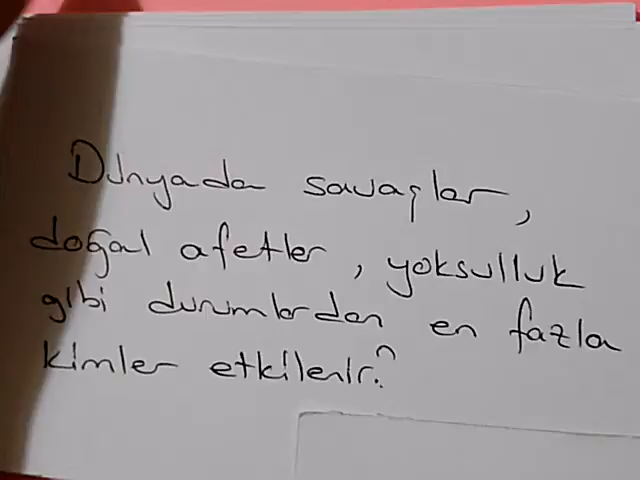 Dünyada savaşlar,
doğal afetler, yoksulluk
gibi durumlardan en fazla
kimler etkilenir?